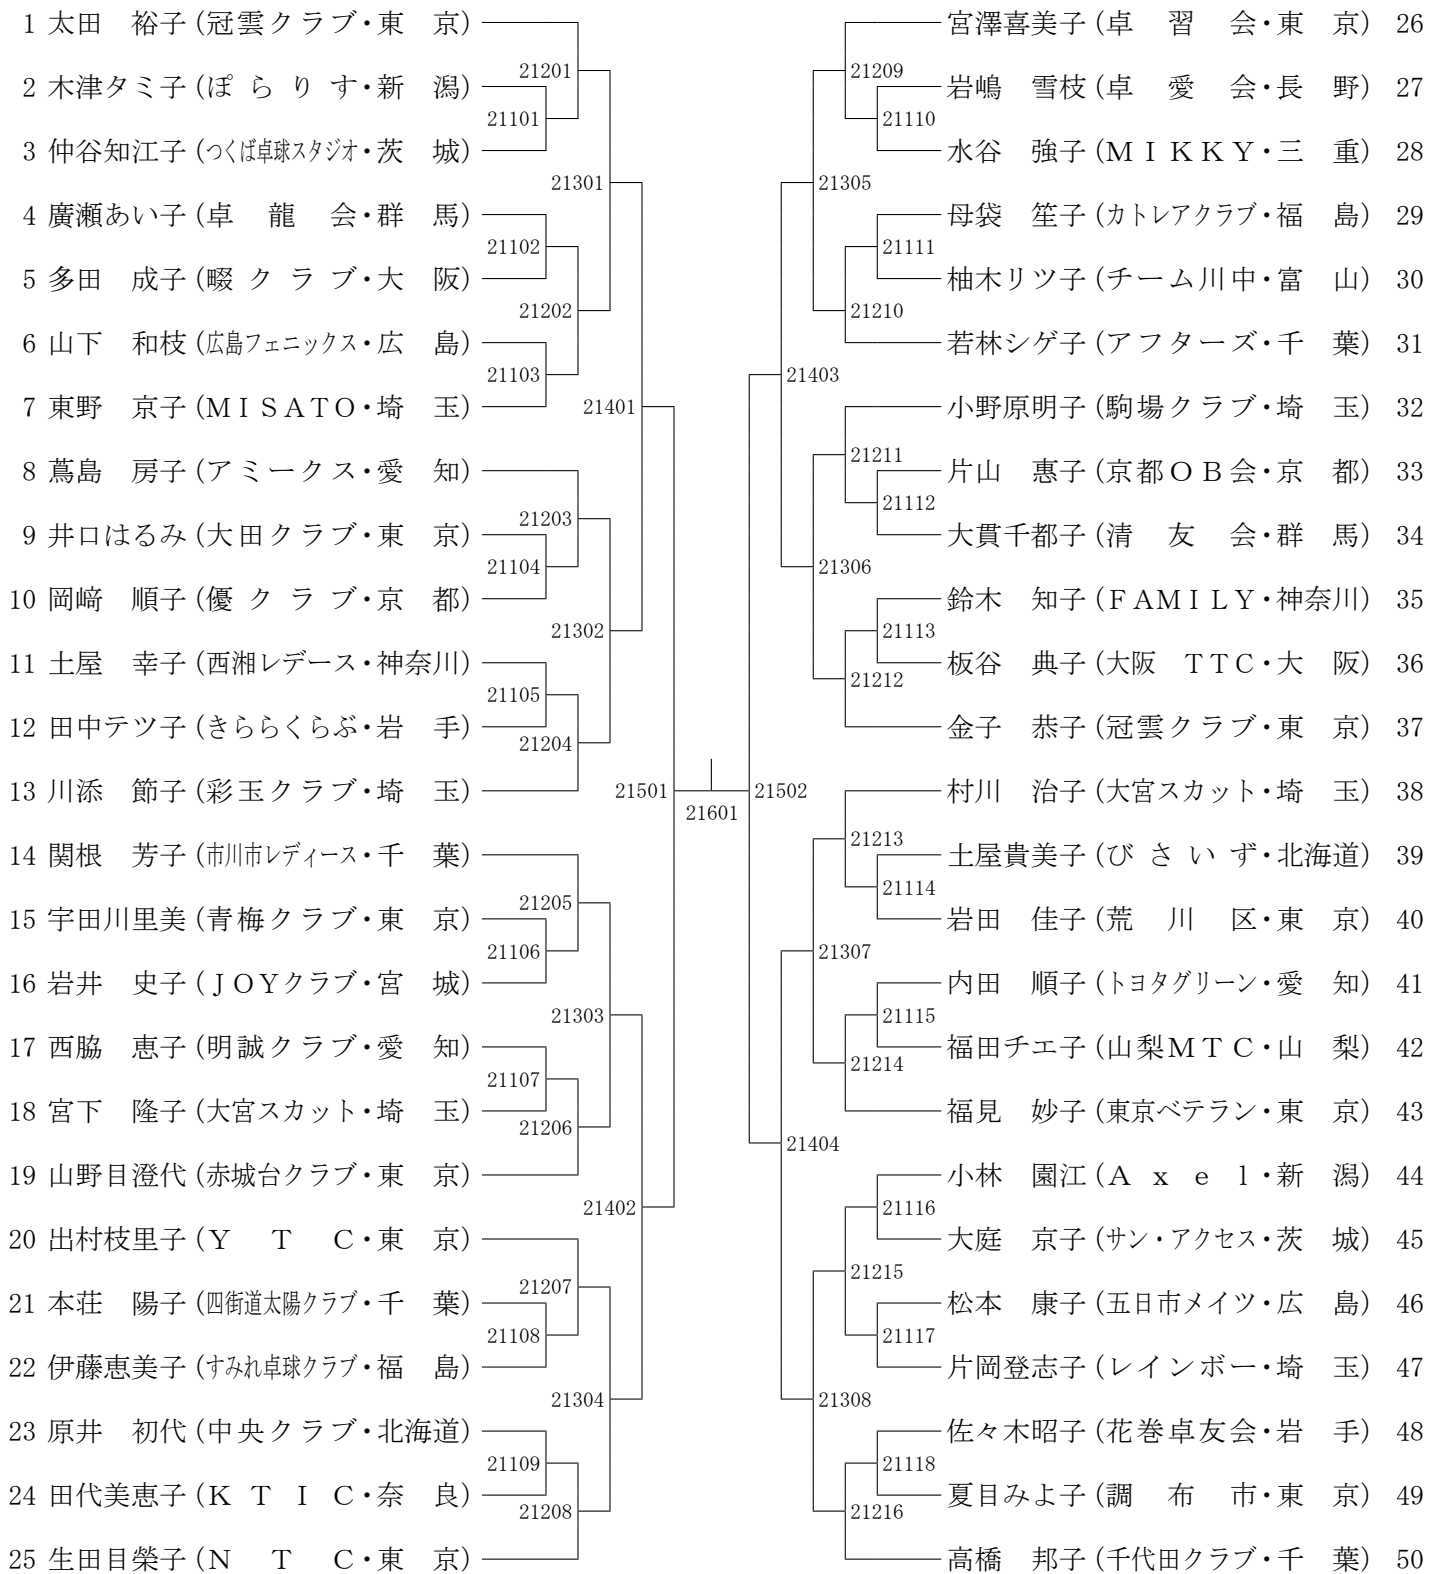 1 太田　裕子 (冠雲クラブ・東　京)
21201
2 木津タミ子 (ぽらりす・新　潟)
21101
3 仲谷知江子 (つくば卓球スタジオ・茨　城)
21301
4 廣瀬あい子 (卓　龍　会・群　馬)
21102
5 多田　成子 (畷クラブ・大　阪)
21202
6 山下　和枝 (広島フェニックス・広　島)
21103
7 東野　京子 (ＭＩＳＡＴＯ・埼　玉)
21401
8 蔦島　房子 (アミークス・愛　知)
21203
9 井口はるみ (大田クラブ・東　京)
21104
10 岡﨑　順子 (優クラブ・京　都)
21302
11 土屋　幸子 (西湘レデース・神奈川)
21105
12 田中テツ子 (きららくらぶ・岩　手)
21204
13 川添　節子 (彩玉クラブ・埼　玉)
21501
14 関根　芳子 (市川市レディース・千　葉)
21205
15 宇田川里美 (青梅クラブ・東　京)
21106
16 岩井　史子 (ＪＯＹクラブ・宮　城)
21303
17 西脇　恵子 (明誠クラブ・愛　知)
21107
18 宮下　隆子 (大宮スカット・埼　玉)
21206
19 山野目澄代 (赤城台クラブ・東　京)
21402
20 出村枝里子 (Ｙ　Ｔ　Ｃ・東　京)
21207
21 本荘　陽子 (四街道太陽クラブ・千　葉)
21108
22 伊藤恵美子 (すみれ卓球クラブ・福　島)
21304
23 原井　初代 (中央クラブ・北海道)
21109
24 田代美恵子 (ＫＴＩＣ・奈　良)
21208
25 生田目榮子 (Ｎ　Ｔ　Ｃ・東　京)
21601
宮澤喜美子 (卓　習　会・東　京) 26
21209
岩嶋　雪枝 (卓　愛　会・長　野) 27
21110
水谷　強子 (ＭＩＫＫＹ・三　重) 28
21305
母袋　笙子 (カトレアクラブ・福　島) 29
21111
柚木リツ子 (チーム川中・富　山) 30
21210
若林シゲ子 (アフターズ・千　葉) 31
21403
小野原明子 (駒場クラブ・埼　玉) 32
21211
片山　惠子 (京都ＯＢ会・京　都) 33
21112
大貫千都子 (清　友　会・群　馬) 34
21306
鈴木　知子 (ＦＡＭＩＬＹ・神奈川) 35
21113
板谷　典子 (大阪　ＴＴＣ・大　阪) 36
21212
金子　恭子 (冠雲クラブ・東　京) 37
21502
村川　治子 (大宮スカット・埼　玉) 38
21213
土屋貴美子 (びさいず・北海道) 39
21114
岩田　佳子 (荒　川　区・東　京) 40
21307
内田　順子 (トヨタグリーン・愛　知) 41
21115
福田チエ子 (山梨ＭＴＣ・山　梨) 42
21214
福見　妙子 (東京ベテラン・東　京) 43
21404
小林　園江 (Ａｘｅｌ・新　潟) 44
21116
大庭　京子 (サン・アクセス・茨　城) 45
21215
松本　康子 (五日市メイツ・広　島) 46
21117
片岡登志子 (レインボー・埼　玉) 47
21308
佐々木昭子 (花巻卓友会・岩　手) 48
21118
夏目みよ子 (調　布　市・東　京) 49
21216
高橋　邦子 (千代田クラブ・千　葉) 50